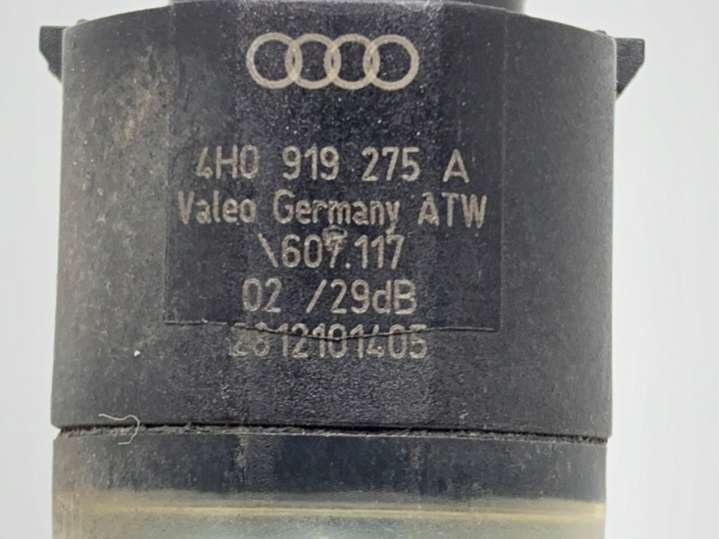 4H0 919 275 A
Valeo Germany ATW
\607.117
02 /29dB
2812101405